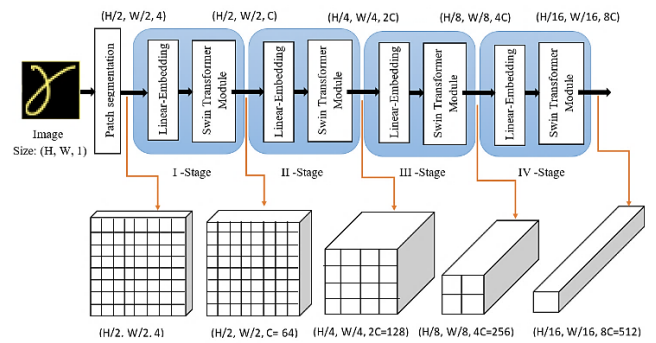 (H/2, W/2, 4)
(H/2, W/2, C)
(H/4, W/4, 2C)
(H/8, W/8, 4C)
(H/16, W/16, 8C)
Patch segmentation
Linear-Embedding
Swin Transformer
Module
Linear-Embedding
Swin Transformer
Module
Linear-Embedding
Swin Transformer
Module
Linear-Embedding
Swin Transformer
Module
Image
Size: (H, W, 1)
I -Stage
II -Stage
III -Stage
IV -Stage
(H/2, W/2, 4)
(H/2, W/2, C= 64)
(H/4, W/4, 2C=128)
(H/8, W/8, 4C=256)
(H/16, W/16, 8C=512)